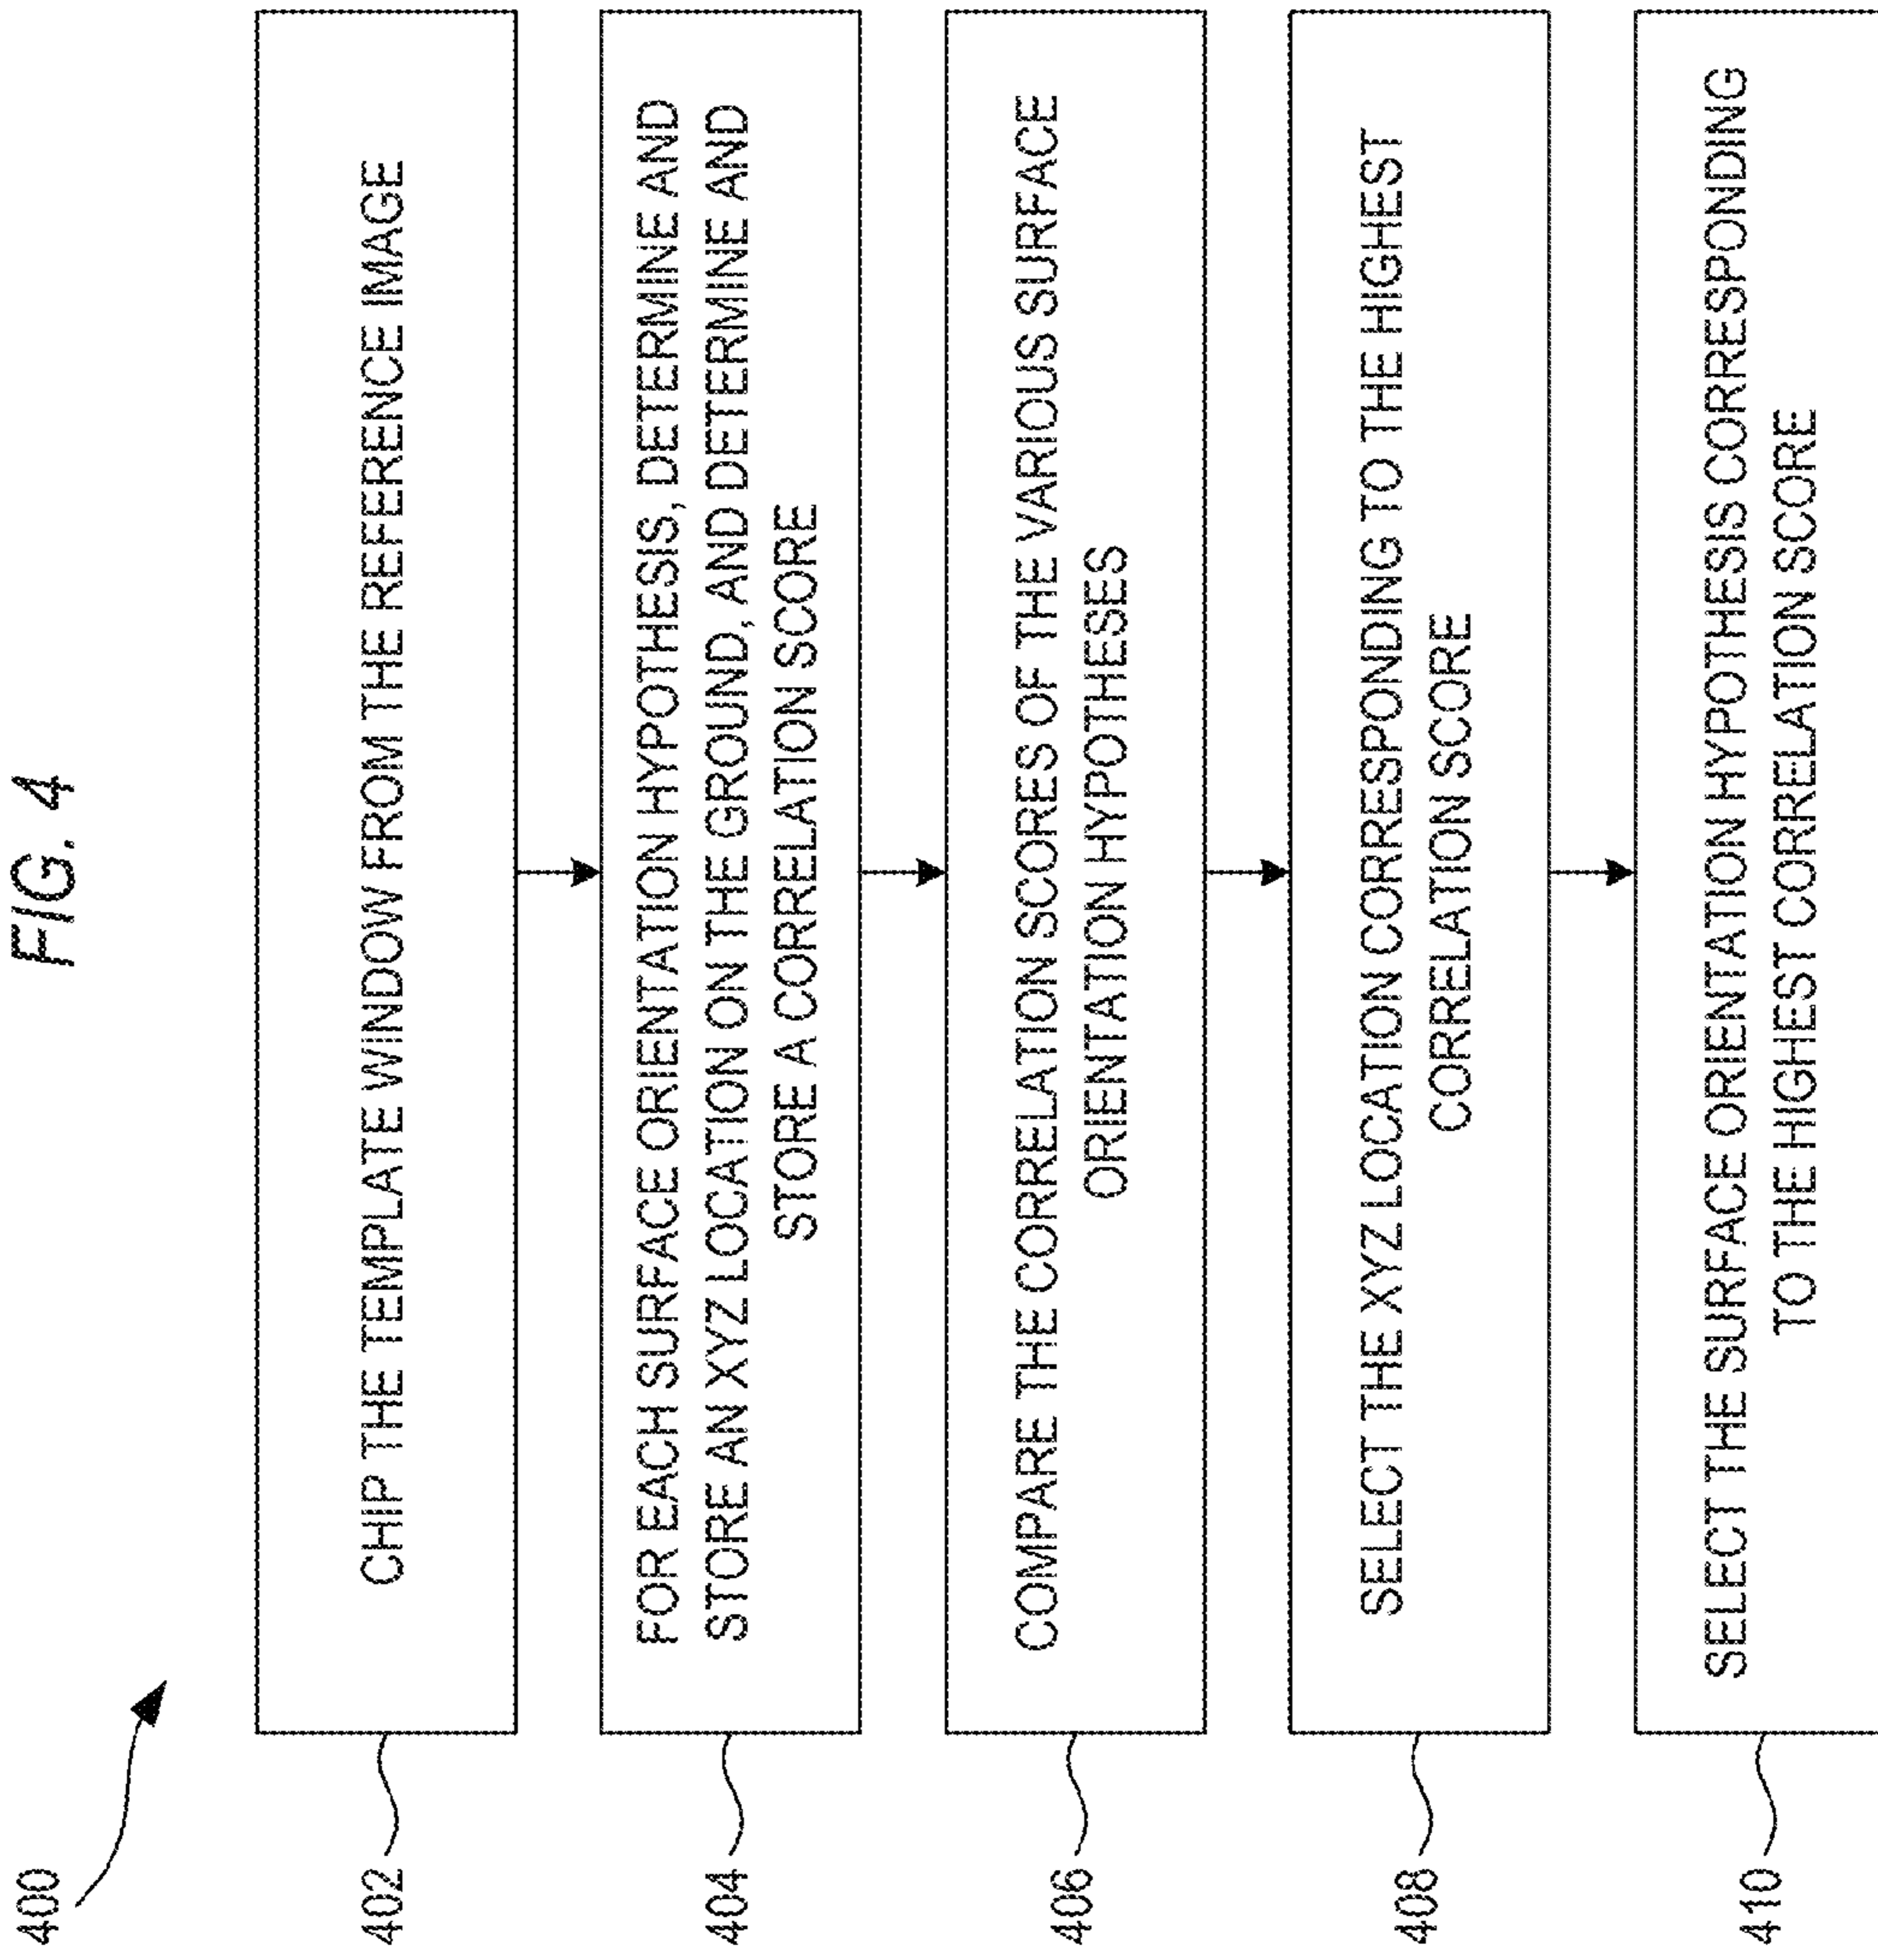 FIG. 4
400
402
CHIP THE TEMPLATE WINDOW FROM THE REFERENCE IMAGE
404
FOR EACH SURFACE ORIENTATION HYPOTHESIS, DETERMINE AND
STORE AN XYZ LOCATION ON THE GROUND, AND DETERMINE AND
STORE A CORRELATION SCORE
406
COMPARE THE CORRELATION SCORES OF THE VARIOUS SURFACE
ORIENTATION HYPOTHESES
408
SELECT THE XYZ LOCATION CORRESPONDING TO THE HIGHEST
CORRELATION SCORE
410
SELECT THE SURFACE ORIENTATION HYPOTHESIS CORRESPONDING
TO THE HIGHEST CORRELATION SCORE